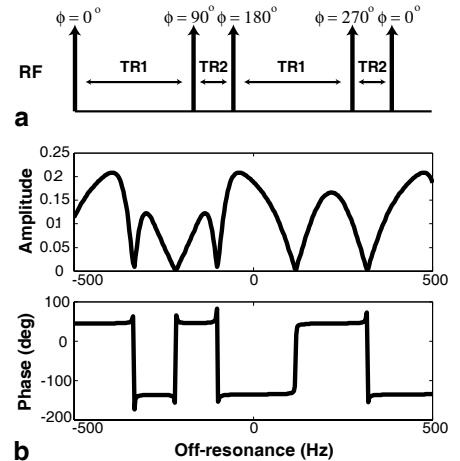 ϕ = 0° ϕ = 90° ϕ = 180° ϕ = 270° ϕ = 0°
RF TR1 TR2 TR1 TR2
a
0.25
0.2
0.15
0.1
0.05
0
Amplitude
-500 0 500
100
0
-100
-200
Phase (deg)
-500 0 500
b Off-resonance (Hz)